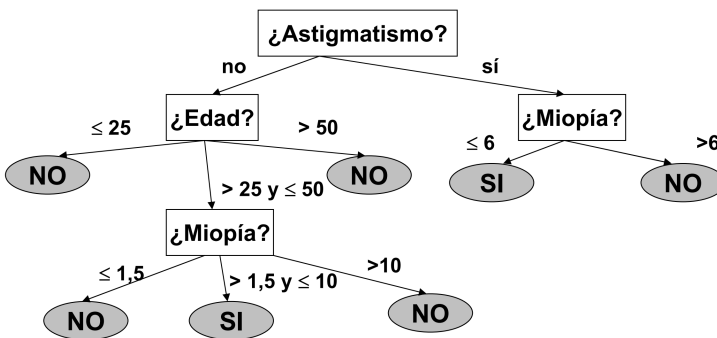 ¿Astigmatismo?
no
sí
¿Edad?
¿Miopía?
≤ 25
> 50
≤ 6
>6
NO
NO
SI
NO
> 25 y ≤ 50
¿Miopía?
≤ 1,5
> 1,5 y ≤ 10
>10
NO
SI
NO